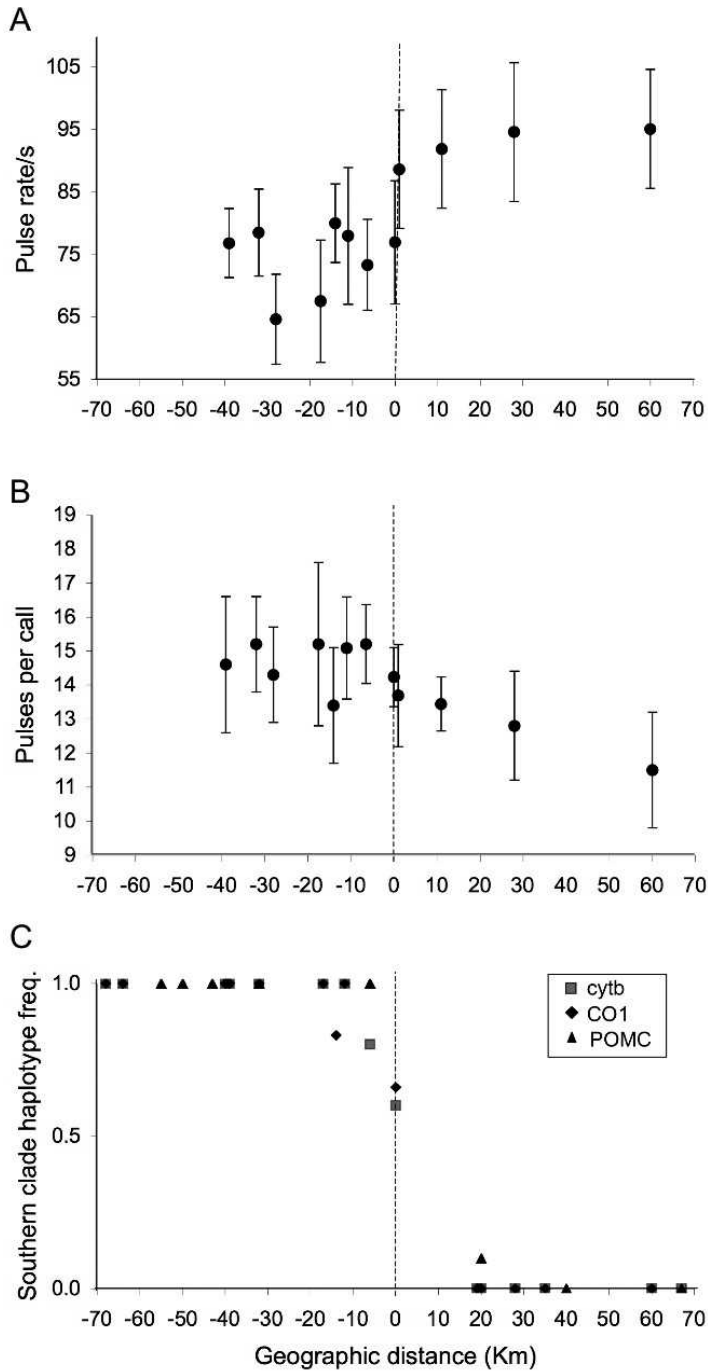 A
Pulse rate/s
105
95
85
75
65
55
-70 -60 -50 -40 -30 -20 -10 0 10 20 30 40 50 60 70
B
Pulses per call
19
18
17
16
15
14
13
12
11
10
9
-70 -60 -50 -40 -30 -20 -10 0 10 20 30 40 50 60 70
C
Southern clade haplotype freq.
1.0
0.5
0.0
cytb
CO1
POMC
-70 -60 -50 -40 -30 -20 -10 0 10 20 30 40 50 60 70
Geographic distance (Km)